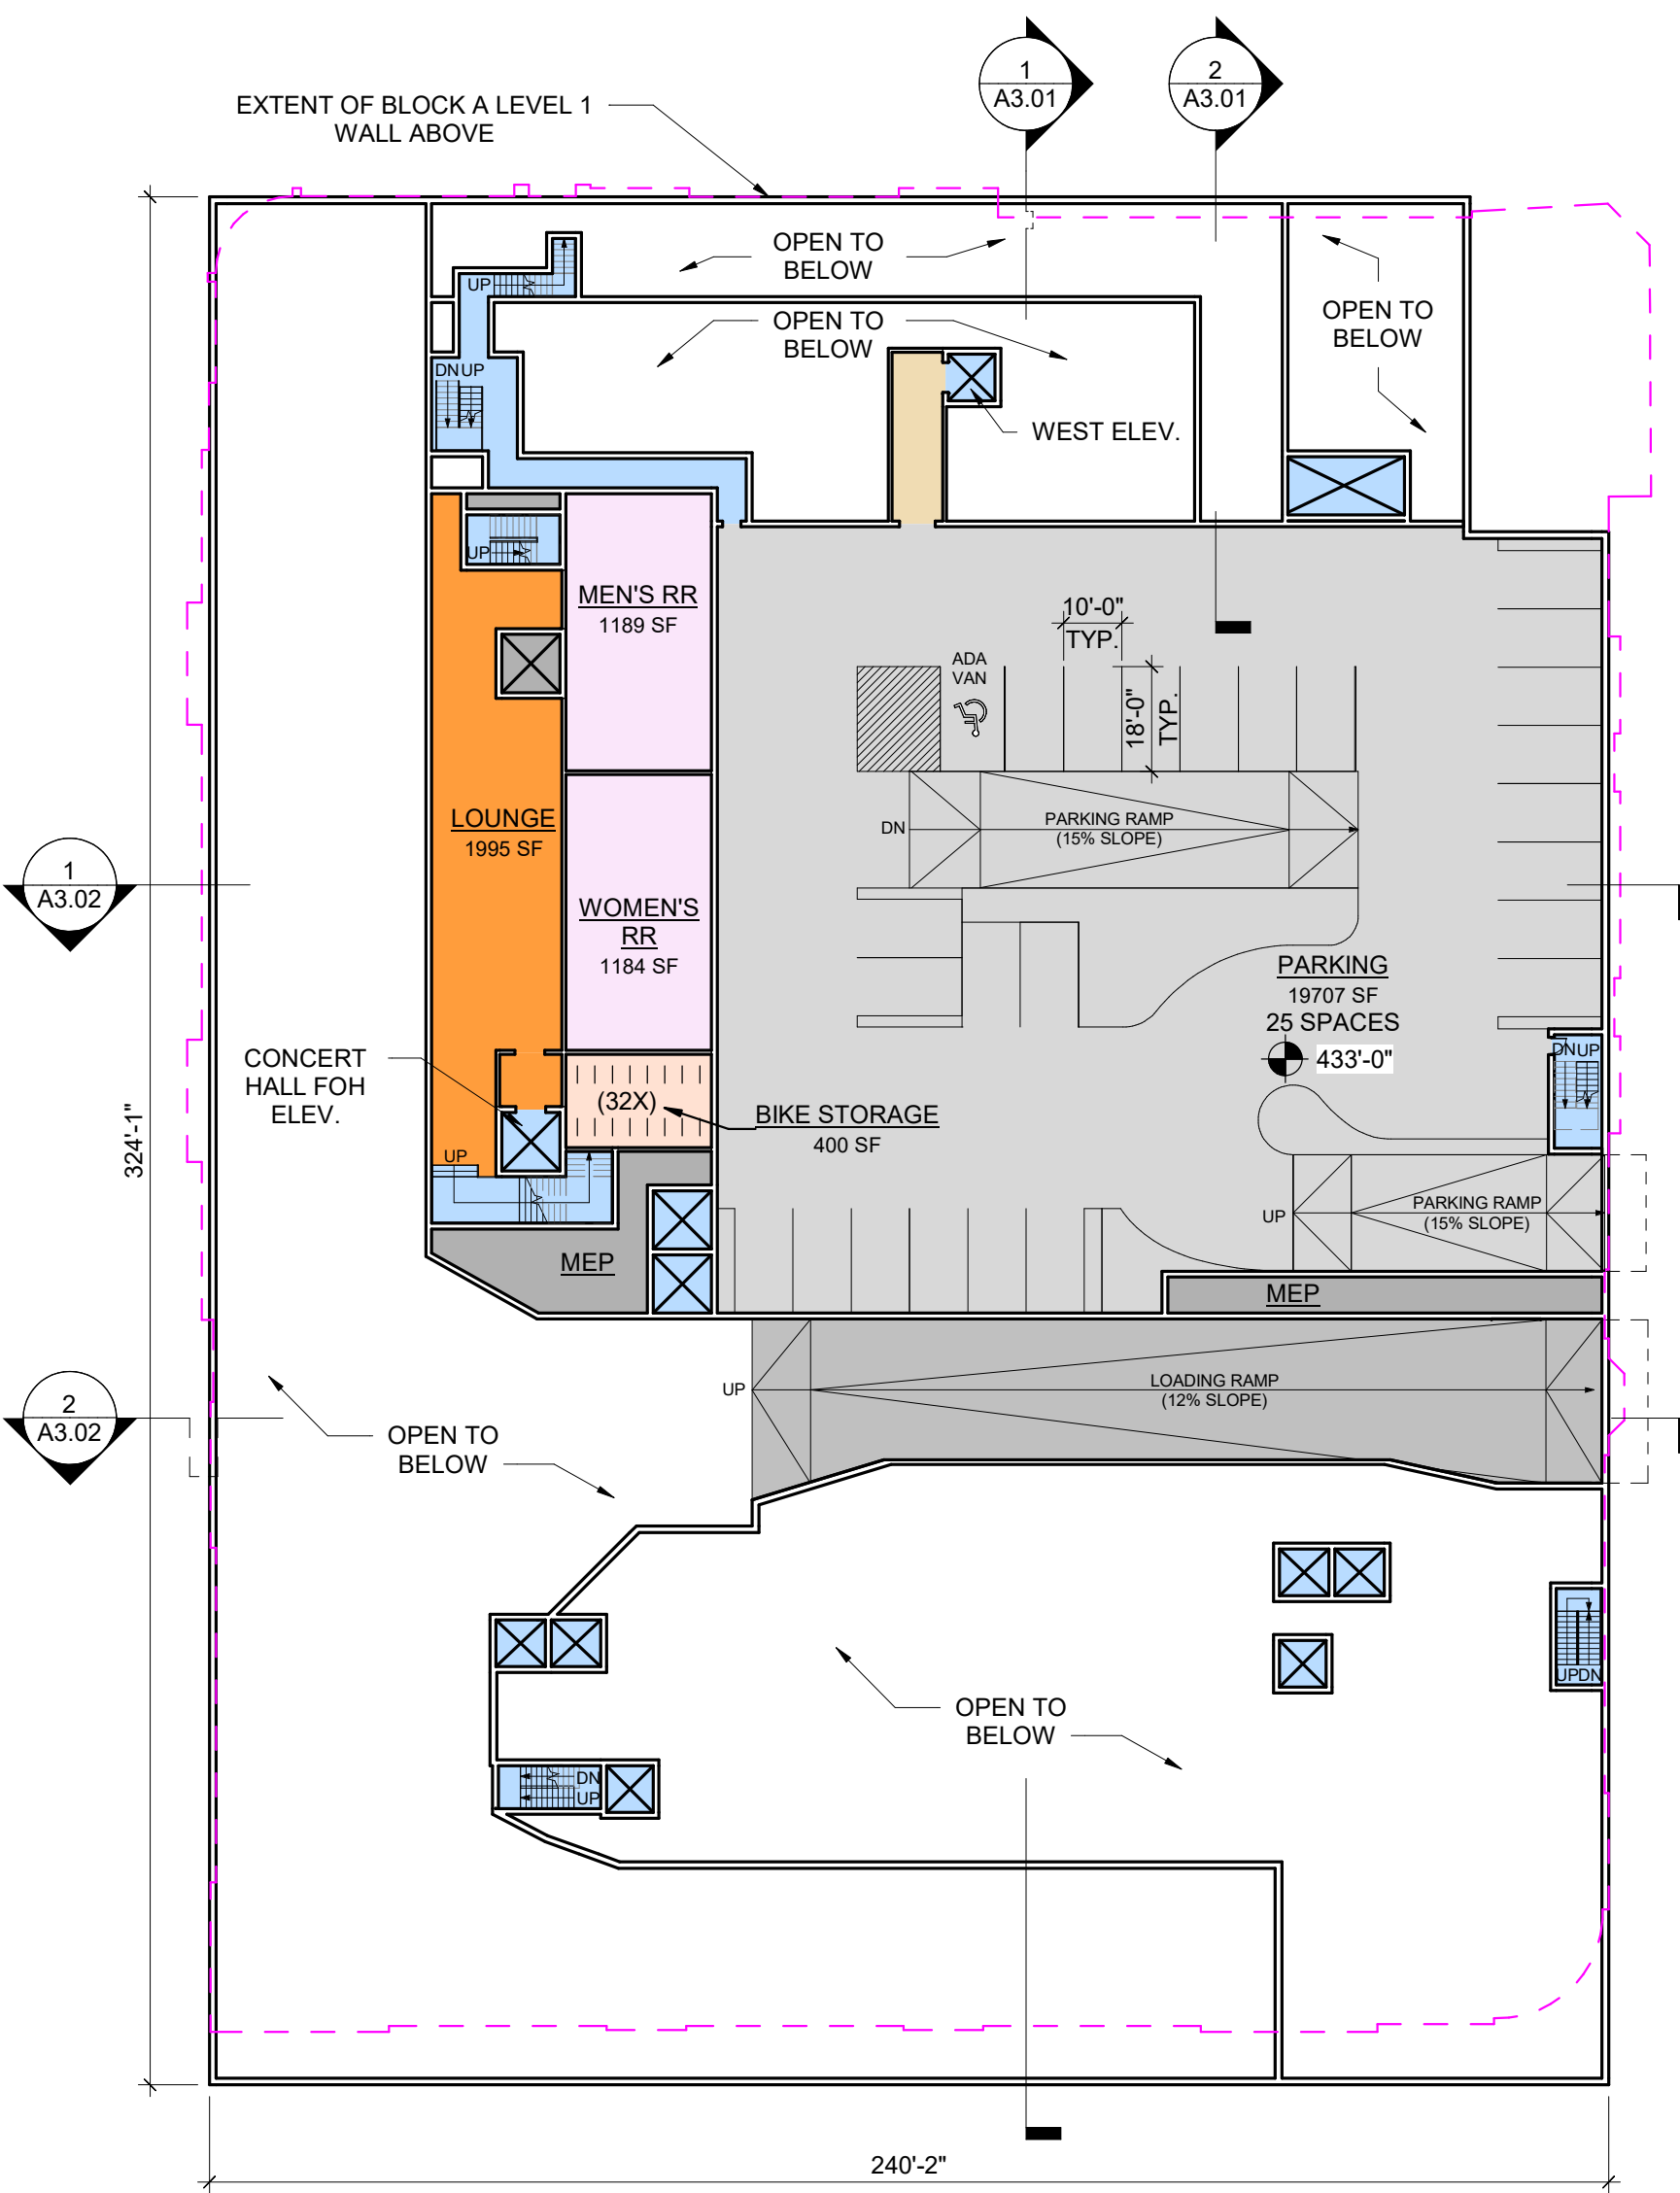 1
A3.01
2
A3.01
EXTENT OF BLOCK A LEVEL 1
WALL ABOVE
OPEN TO
BELOW
UP
OPEN TO
BELOW
OPEN TO
BELOW
DN UP
WEST ELEV.
UP
MEN'S RR
1189 SF
10'-0"
TYP.
ADA
VAN
18'-0"
TYP.
LOUNGE
1995 SF
DN
PARKING RAMP
(15% SLOPE)
1
A3.02
WOMEN'S
RR
1184 SF
PARKING
19707 SF
25 SPACES
433'-0"
DN UP
CONCERT
HALL FOH
ELEV.
(32X)
BIKE STORAGE
400 SF
324'-1"
UP
UP
PARKING RAMP
(15% SLOPE)
MEP
MEP
UP
LOADING RAMP
(12% SLOPE)
2
A3.02
OPEN TO
BELOW
UP DN
OPEN TO
BELOW
DN
UP
240'-2"